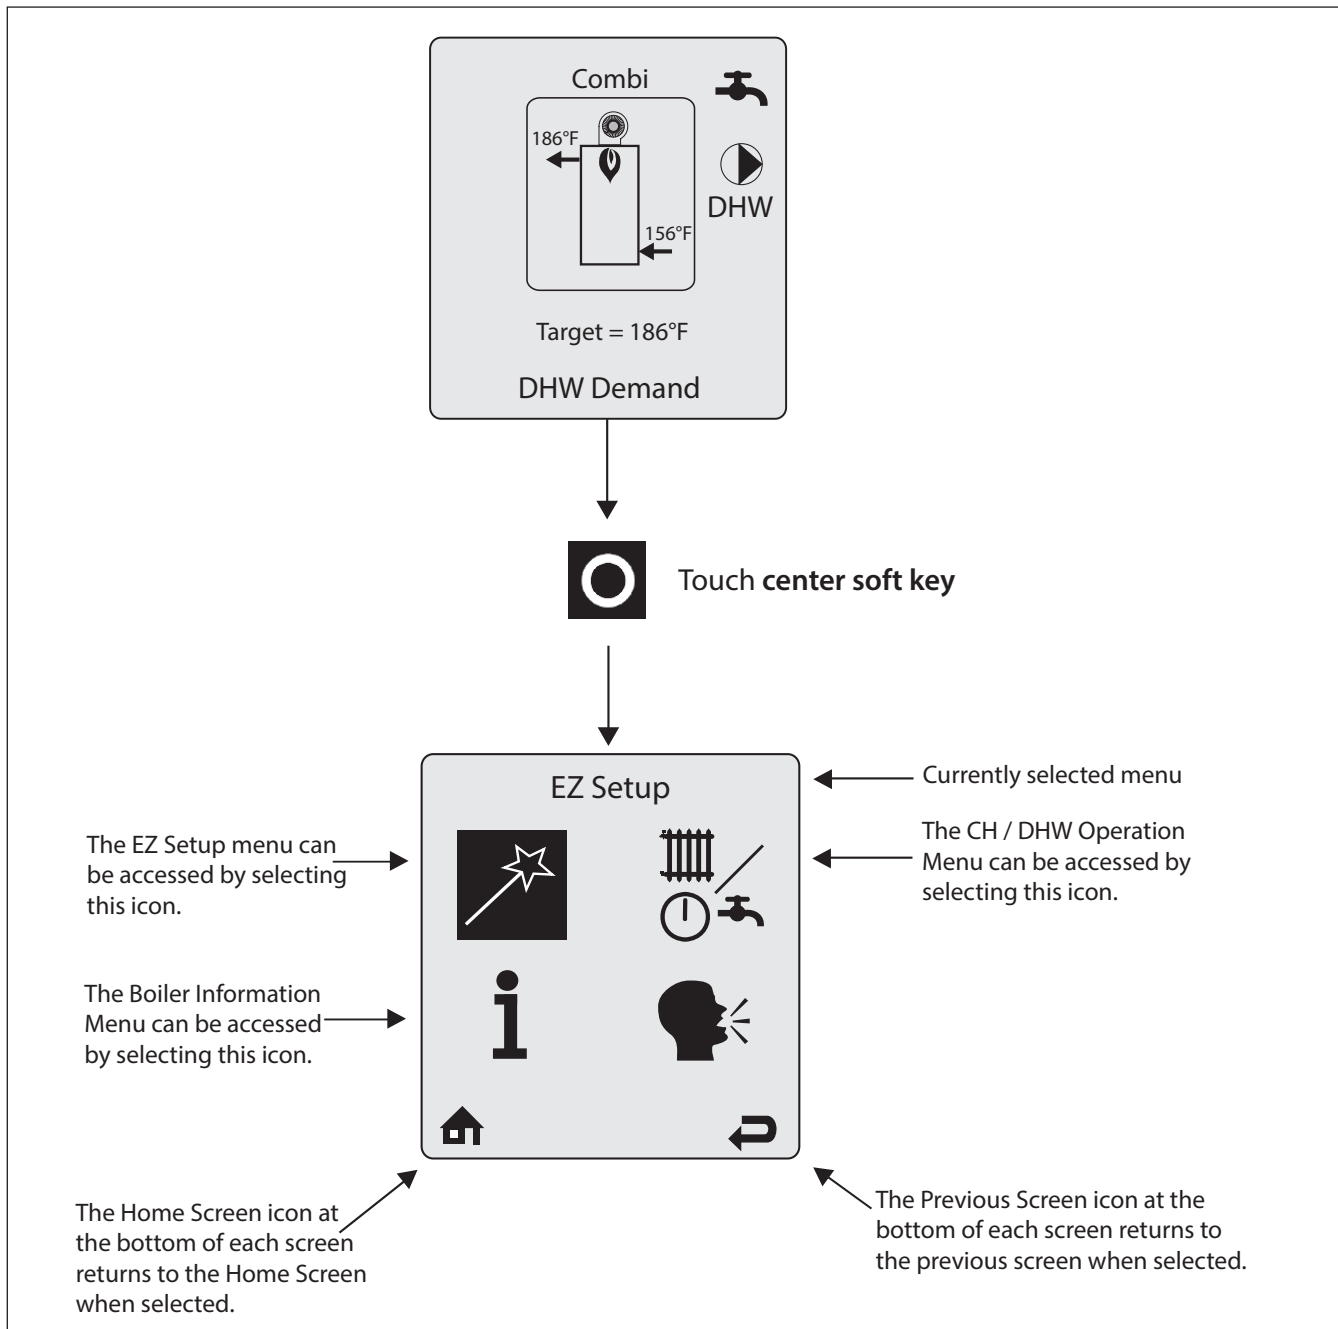 Combi
186°F
DHW
156°F
Target = 186°F
DHW Demand
Touch center soft key
EZ Setup
Currently selected menu
The EZ Setup menu can
be accessed by selecting
this icon.
The CH / DHW Operation
Menu can be accessed by
selecting this icon.
The Boiler Information
Menu can be accessed
by selecting this icon.
The Home Screen icon at
the bottom of each screen
returns to the Home Screen
when selected.
The Previous Screen icon at the
bottom of each screen returns to
the previous screen when selected.